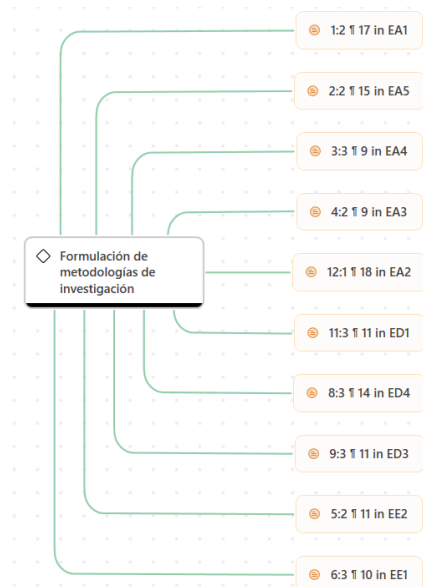 1:2 ¶ 17 in EA1
2:2 ¶ 15 in EA5
3:3 ¶ 9 in EA4
4:2 ¶ 9 in EA3
Formulación de
metodologías de
investigación
12:1 ¶ 18 in EA2
11:3 ¶ 11 in ED1
8:3 ¶ 14 in ED4
9:3 ¶ 11 in ED3
5:2 ¶ 11 in EE2
6:3 ¶ 10 in EE1